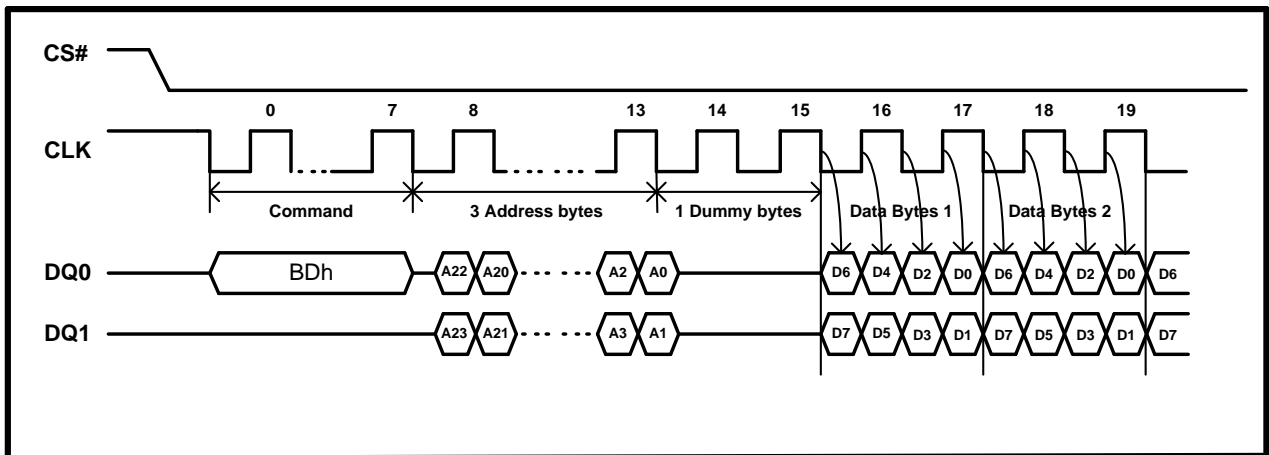 CS#
0 7 8 13 14 15 16 17 18 19
CLK
Command 3 Address bytes 1 Dummy bytes Data Bytes 1 Data Bytes 2
DQ0 BDh A22 A20 A2 A0 D6 D4 D2 D0 D6 D4 D2 D0 D6
DQ1 A23 A21 A3 A1 D7 D5 D3 D1 D7 D5 D3 D1 D7